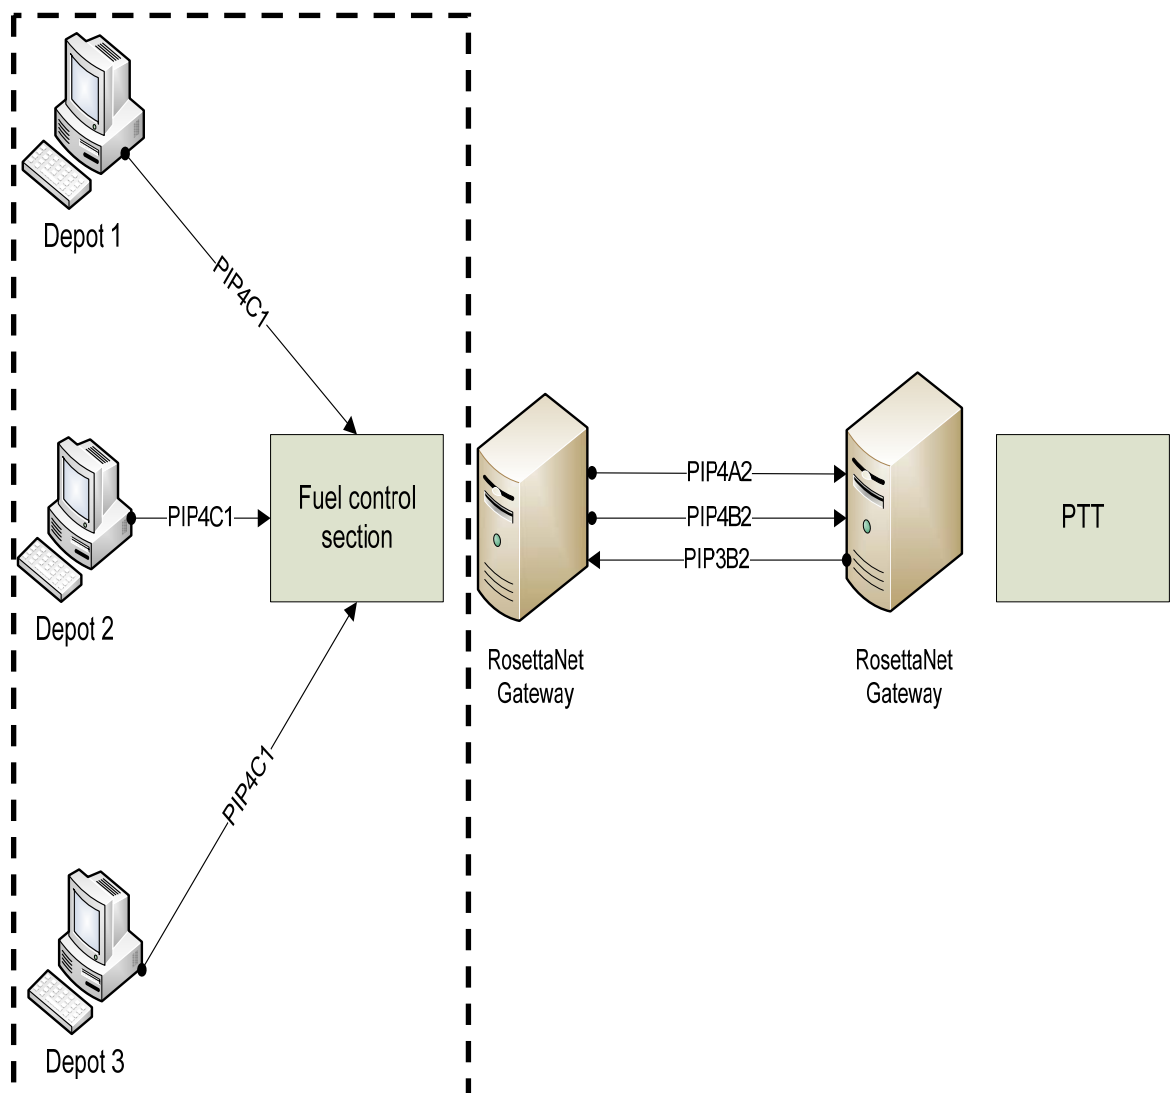 Depot 1
PIP4C1
Fuel control
section
PIP4C1
Depot 2
PIP4A2
PIP4B2
PIP3B2
PTT
RosettaNet
Gateway
RosettaNet
Gateway
PIP4C1
Depot 3